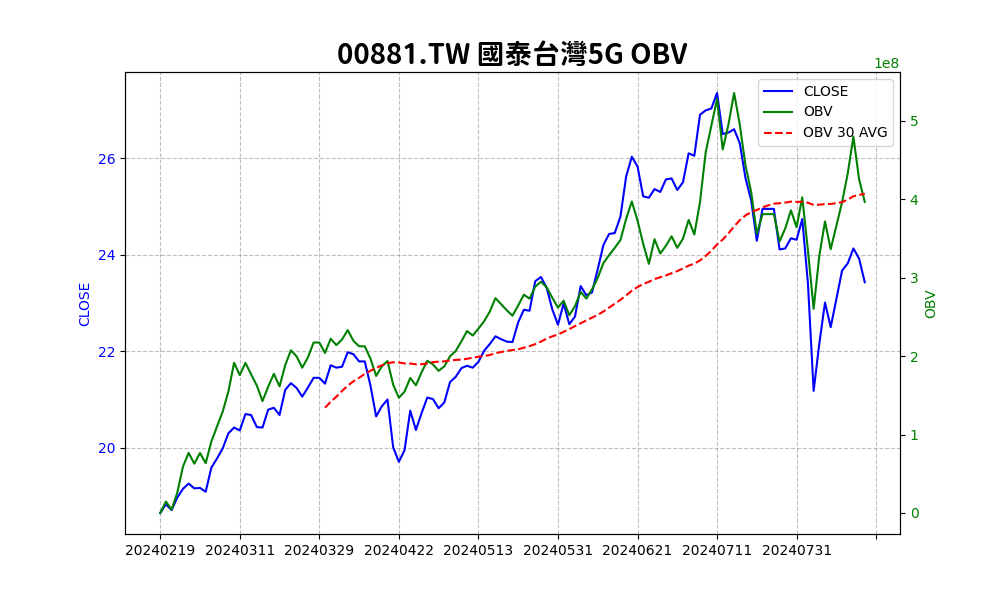 00881.TW 國泰台灣5G OBV
1e8
CLOSE
OBV
OBV 30 AVG
26
24
22
20
CLOSE
5
4
3
2
1
0
OBV
20240219 20240311 20240329 20240422 20240513 20240531 20240621 20240711 20240731